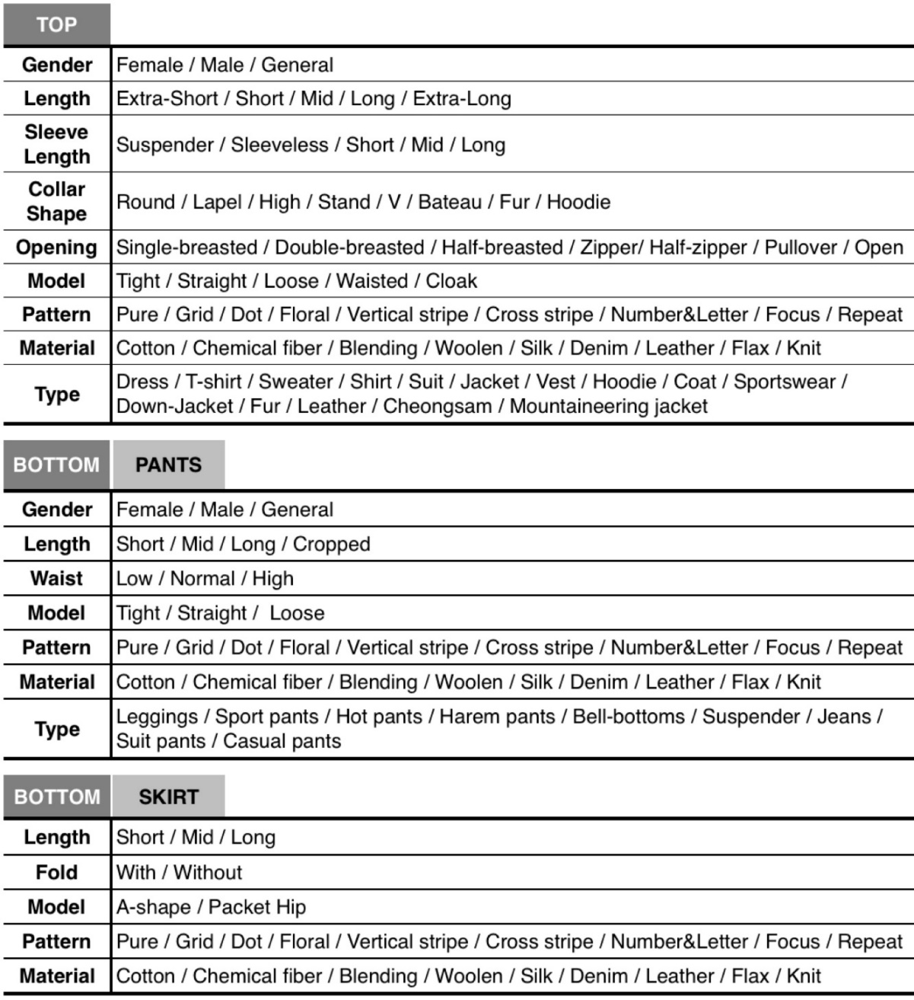 TOP
Gender Female / Male / General
Length Extra-Short / Short / Mid / Long / Extra-Long
Sleeve
Length Suspender / Sleeveless / Short / Mid / Long
Collar
Shape Round / Lapel / High / Stand / V / Bateau / Fur / Hoodie
Opening Single-breasted / Double-breasted / Half-breasted / Zipper/ Half-zipper / Pullover / Open
Model Tight / Straight / Loose / Waisted / Cloak
Pattern Pure / Grid / Dot / Floral / Vertical stripe / Cross stripe / Number&Letter / Focus / Repeat
Material Cotton / Chemical fiber / Blending / Woolen / Silk / Denim / Leather / Flax / Knit
Type Dress / T-shirt / Sweater / Shirt / Suit / Jacket / Vest / Hoodie / Coat / Sportswear /
Down-Jacket / Fur / Leather / Cheongsam / Mountaineering jacket
BOTTOM PANTS
Gender Female / Male / General
Length Short / Mid / Long / Cropped
Waist Low / Normal / High
Model Tight / Straight / Loose
Pattern Pure / Grid / Dot / Floral / Vertical stripe / Cross stripe / Number&Letter / Focus / Repeat
Material Cotton / Chemical fiber / Blending / Woolen / Silk / Denim / Leather / Flax / Knit
Type Leggings / Sport pants / Hot pants / Harem pants / Bell-bottoms / Suspender / Jeans /
Suit pants / Casual pants
BOTTOM SKIRT
Length Short / Mid / Long
Fold With / Without
Model A-shape / Packet Hip
Pattern Pure / Grid / Dot / Floral / Vertical stripe / Cross stripe / Number&Letter / Focus / Repeat
Material Cotton / Chemical fiber / Blending / Woolen / Silk / Denim / Leather / Flax / Knit